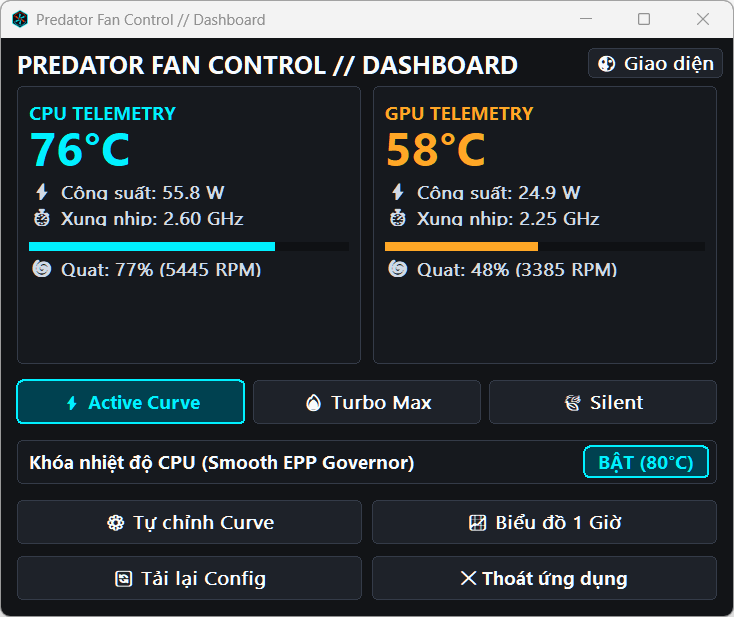 Predator Fan Control // Dashboard
PREDATOR FAN CONTROL // DASHBOARD
Giao diện
CPU TELEMETRY
76°C
Công suất: 55.8 W
Xung nhịp: 2.60 GHz
Quạt: 77% (5445 RPM)
GPU TELEMETRY
58°C
Công suất: 24.9 W
Xung nhịp: 2.25 GHz
Quạt: 48% (3385 RPM)
Active Curve
Turbo Max
Silent
Khóa nhiệt độ CPU (Smooth EPP Governor)
BẬT (80°C)
Tự chỉnh Curve
Biểu đồ 1 Giờ
Tải lại Config
Thoát ứng dụng